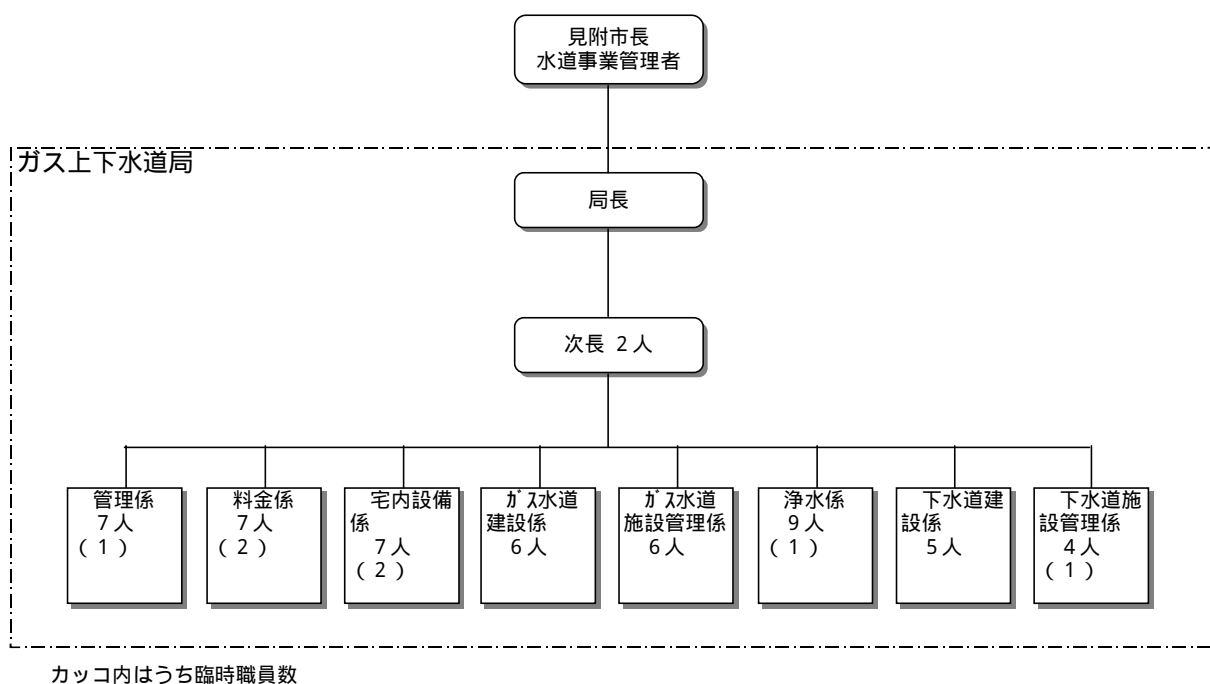 見附市長
水道事業管理者
ガス上下水道局
局長
次長 2人
管理係
7人
(1)
料金係
7人
(2)
宅内設備
係
7人
(2)
ガス水道
建設係
6人
ガス水道
施設管理係
6人
浄水係
9人
(1)
下水道建
設係
5人
下水道施
設管理係
4人
(1)
カッコ内はうち臨時職員数